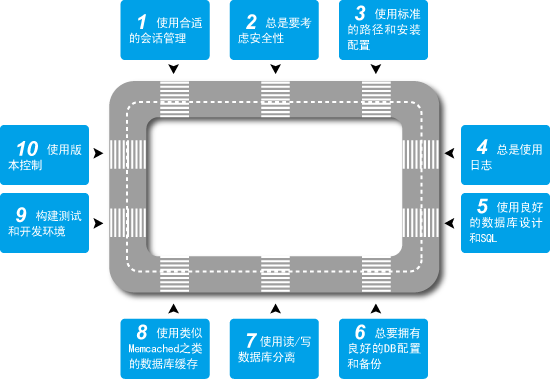 1 使用合适
的会话管理
2 总是要考
虑安全性
3 使用标准
的路径和安装
配置
4 总是使用
日志
5 使用良好
的数据库设计
和SQL
6 总要拥有
良好的DB配置
和备份
7 使用读/写
数据库分离
8 使用类似
Memcached之类
的数据库缓存
9 构建测试
和开发环境
10 使用版
本控制